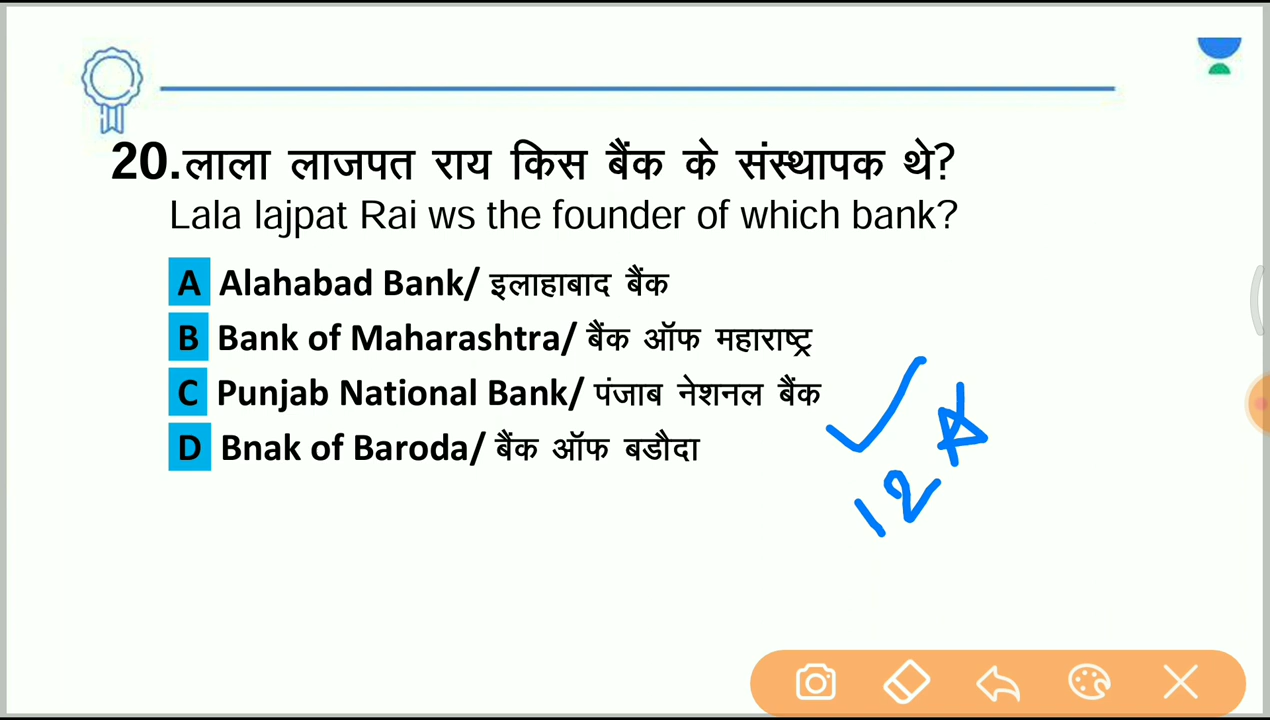 20.लाला लाजपत राय किस बैंक के संस्थापक थे?
Lala lajpat Rai ws the founder of which bank?
A Alahabad Bank/ इलाहाबाद बैंक
B Bank of Maharashtra/ बैंक ऑफ महाराष्ट्र
C Punjab National Bank/ पंजाब नेशनल बैंक
D Bnak of Baroda/ बैंक ऑफ बडौदा
12